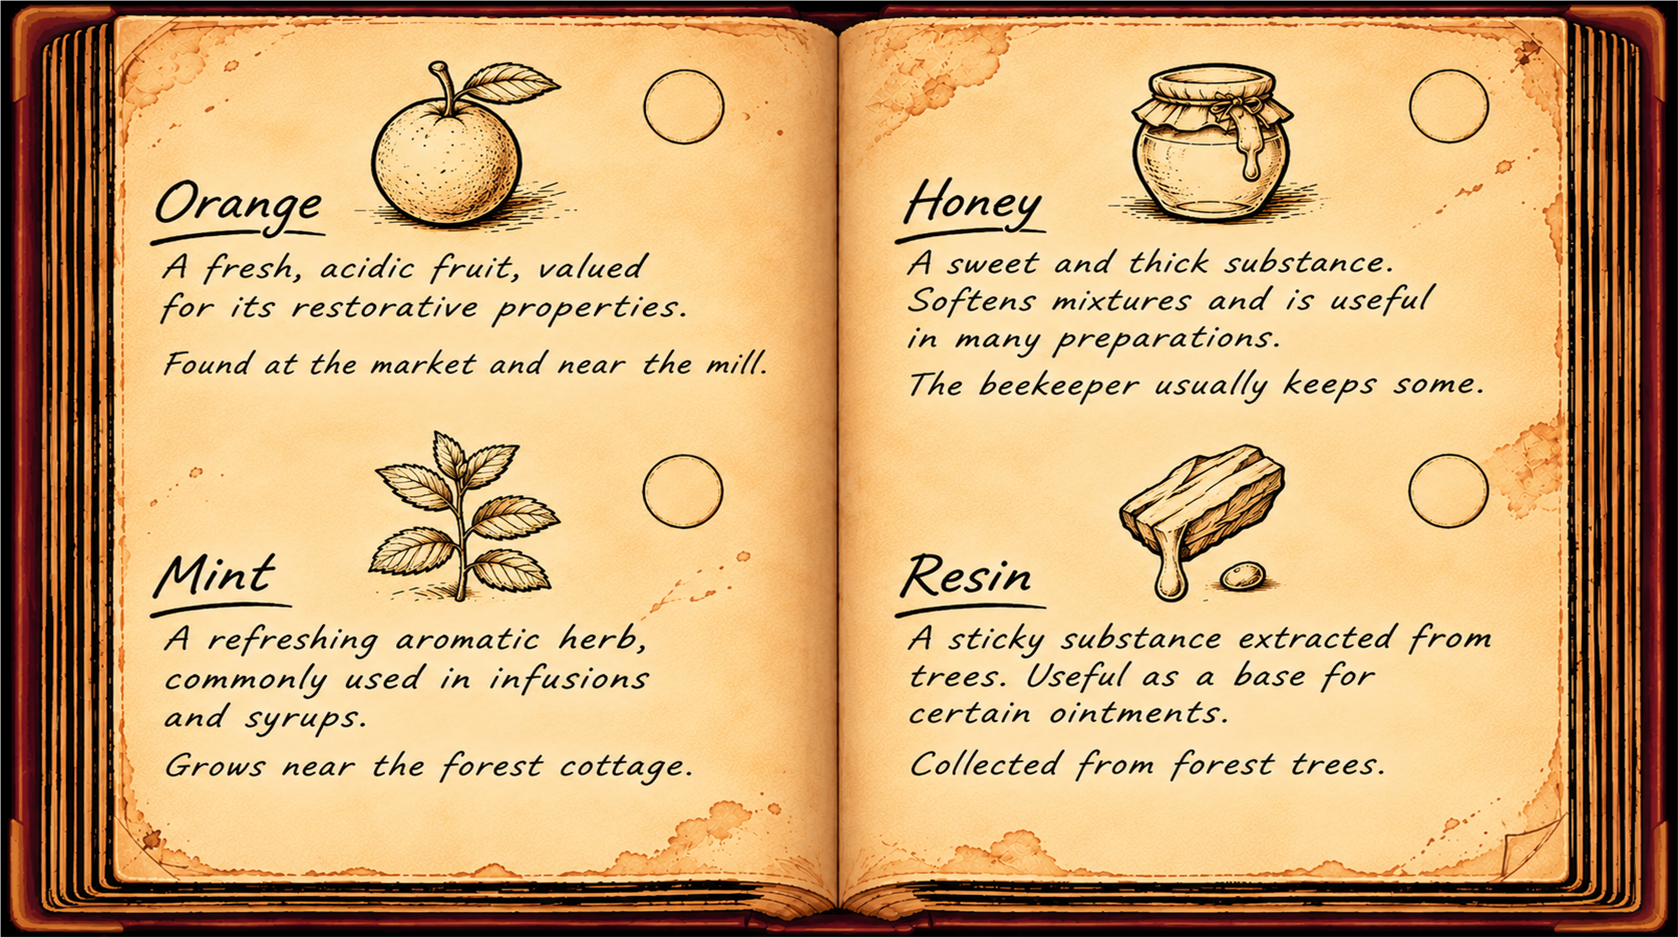 Orange
A fresh, acidic fruit, valued
for its restorative properties.
Found at the market and near the mill.
Mint
A refreshing aromatic herb,
commonly used in infusions
and syrups.
Grows near the forest cottage.
Honey
A sweet and thick substance.
Softens mixtures and is useful
in many preparations.
The beekeeper usually keeps some.
Resin
A sticky substance extracted from
trees. Useful as a base for
certain ointments.
Collected from forest trees.